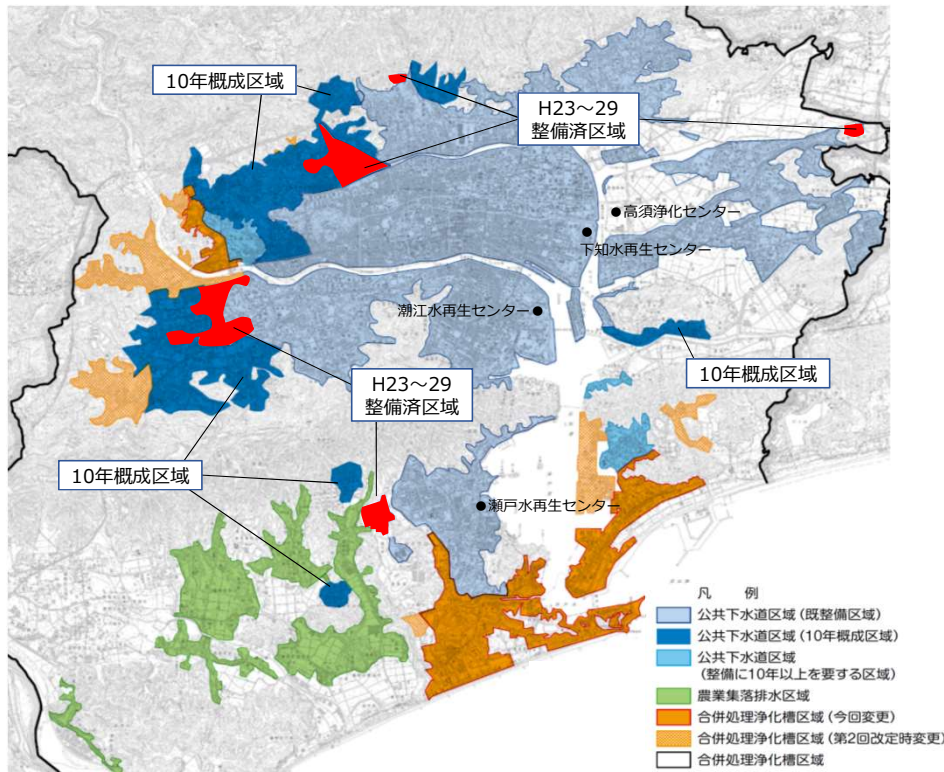 10年概成区域
H23～29
整備済区域
高須浄化センター
下知水再生センター
潮江水再生センター
10年概成区域
H23～29
整備済区域
10年概成区域
瀬戸水再生センター
凡　例
公共下水道区域（既整備区域）
公共下水道区域（10年概成区域）
公共下水道区域
（整備に10年以上を要する区域）
農業集落排水区域
合併処理浄化槽区域（今回変更）
合併処理浄化槽区域（第2回改定時変更）
合併処理浄化槽区域